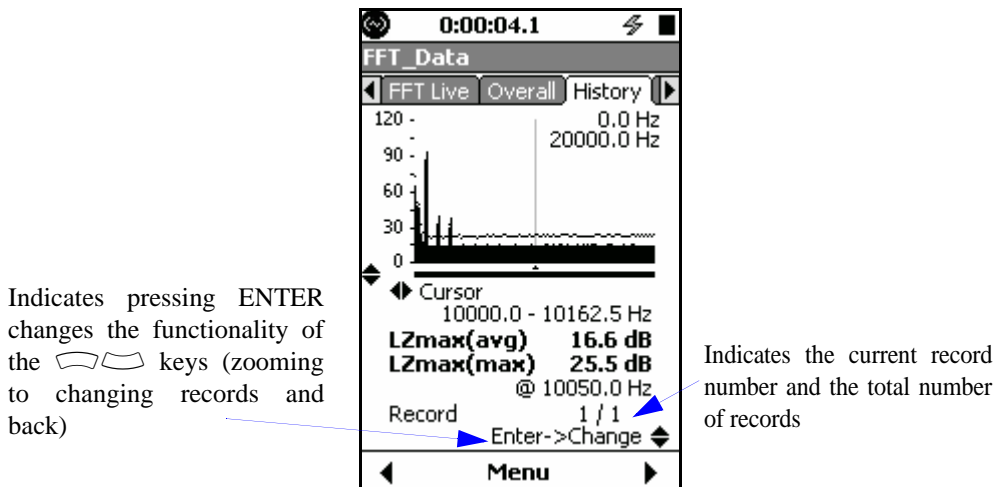 0:00:04.1
FFT_Data
FFT Live Overall History
120
0.0 Hz
20000.0 Hz
90
60
30
0
Cursor
10000.0 - 10162.5 Hz
LZmax(avg) 16.6 dB
LZmax(max) 25.5 dB
@ 10050.0 Hz
Record 1 / 1
Enter->Change
Menu
Indicates pressing ENTER
changes the functionality of
the keys (zooming
to changing records and
back)
Indicates the current record
number and the total number
of records